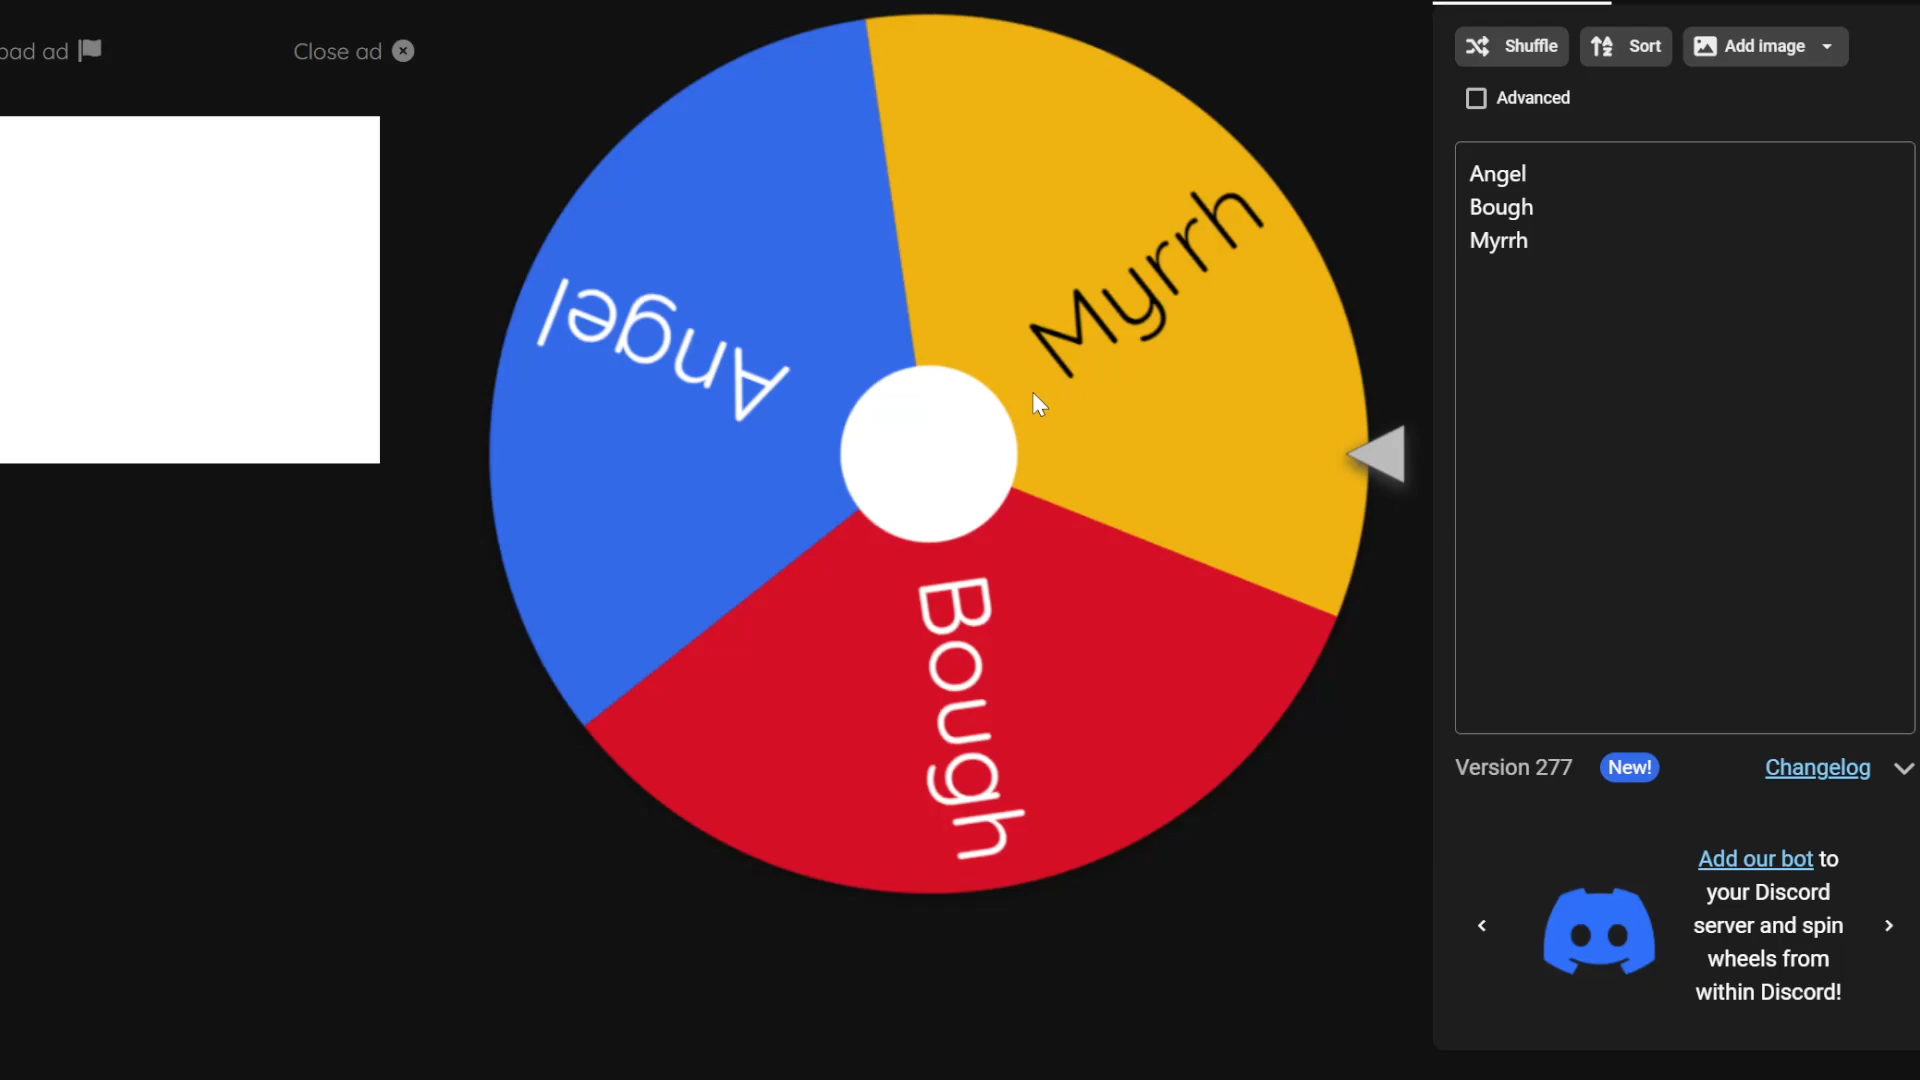 bad ad
Close ad
Angel
Myrrh
Bough
Shuffle
Sort
Add image
Advanced
Angel
Bough
Myrrh
Version 277
New!
Changelog
Add our bot to
your Discord
server and spin
wheels from
within Discord!